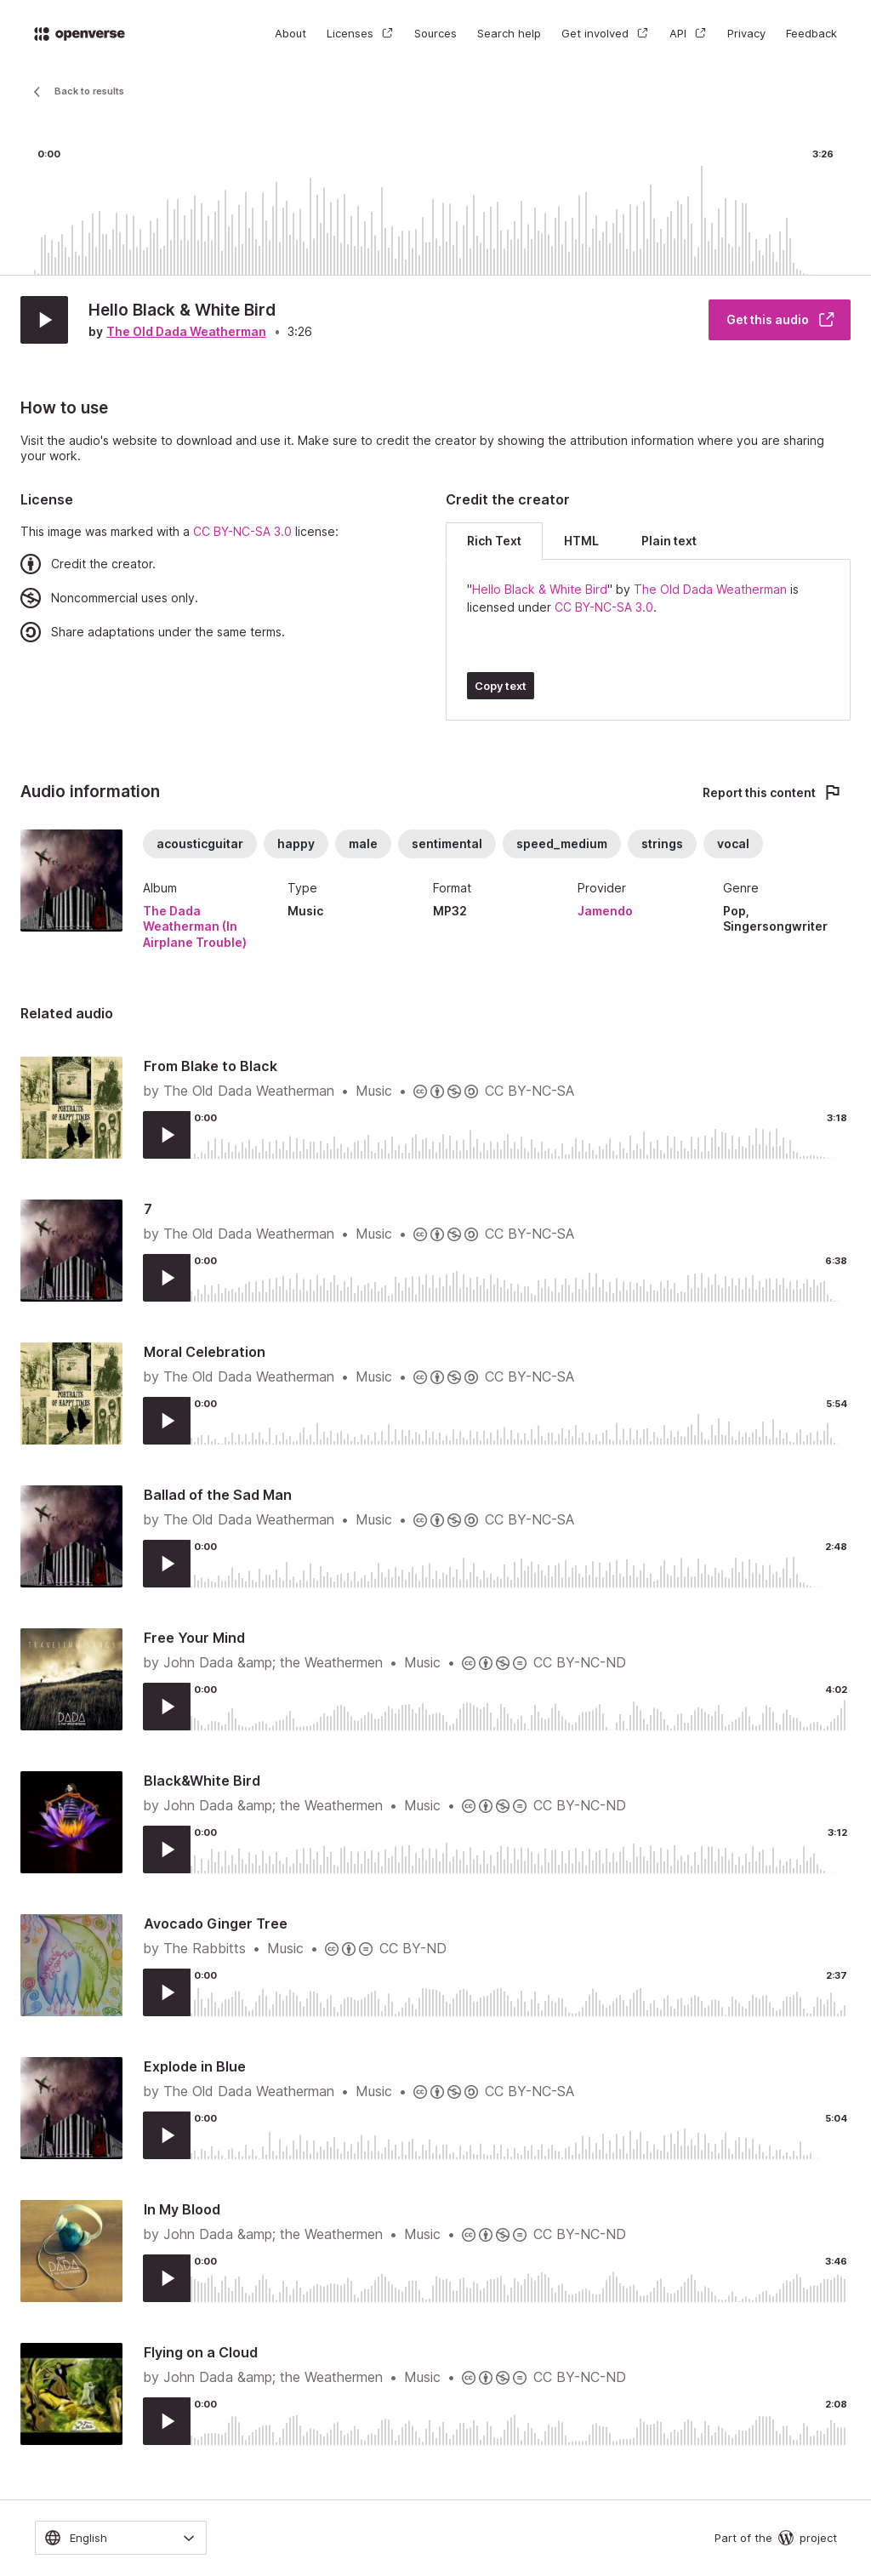 openverse
About
Licenses
Sources
Search help
Get involved
API
Privacy
Feedback
Back to results
0:00
3:26
Hello Black & White Bird
by The Old Dada Weatherman • 3:26
Get this audio
How to use
Visit the audio's website to download and use it. Make sure to credit the creator by showing the attribution information where you are sharing
your work.
License
This image was marked with a CC BY-NC-SA 3.0 license:
Credit the creator.
Noncommercial uses only.
Share adaptations under the same terms.
Credit the creator
Rich Text
HTML
Plain text
"Hello Black & White Bird" by The Old Dada Weatherman is
licensed under CC BY-NC-SA 3.0.
Copy text
Audio information
Report this content
acousticguitar
happy
male
sentimental
speed_medium
strings
vocal
Album
The Dada
Weatherman (In
Airplane Trouble)
Type
Music
Format
MP32
Provider
Jamendo
Genre
Pop,
Singersongwriter
Related audio
PORTRAITS
OF HAPPY TIMES
From Blake to Black
by The Old Dada Weatherman • Music • CC BY-NC-SA
0:00
3:18
7
by The Old Dada Weatherman • Music • CC BY-NC-SA
0:00
6:38
PORTRAITS
OF HAPPY TIMES
Moral Celebration
by The Old Dada Weatherman • Music • CC BY-NC-SA
0:00
5:54
Ballad of the Sad Man
by The Old Dada Weatherman • Music • CC BY-NC-SA
0:00
2:48
DADA
Free Your Mind
by John Dada &amp; the Weathermen • Music • CC BY-NC-ND
0:00
4:02
Black&White Bird
by John Dada &amp; the Weathermen • Music • CC BY-NC-ND
0:00
3:12
Avocado Ginger Tree
by The Rabbitts • Music • CC BY-ND
0:00
2:37
Explode in Blue
by The Old Dada Weatherman • Music • CC BY-NC-SA
0:00
5:04
DADA
In My Blood
by John Dada &amp; the Weathermen • Music • CC BY-NC-ND
0:00
3:46
Flying on a Cloud
by John Dada &amp; the Weathermen • Music • CC BY-NC-ND
0:00
2:08
English
Part of the
project